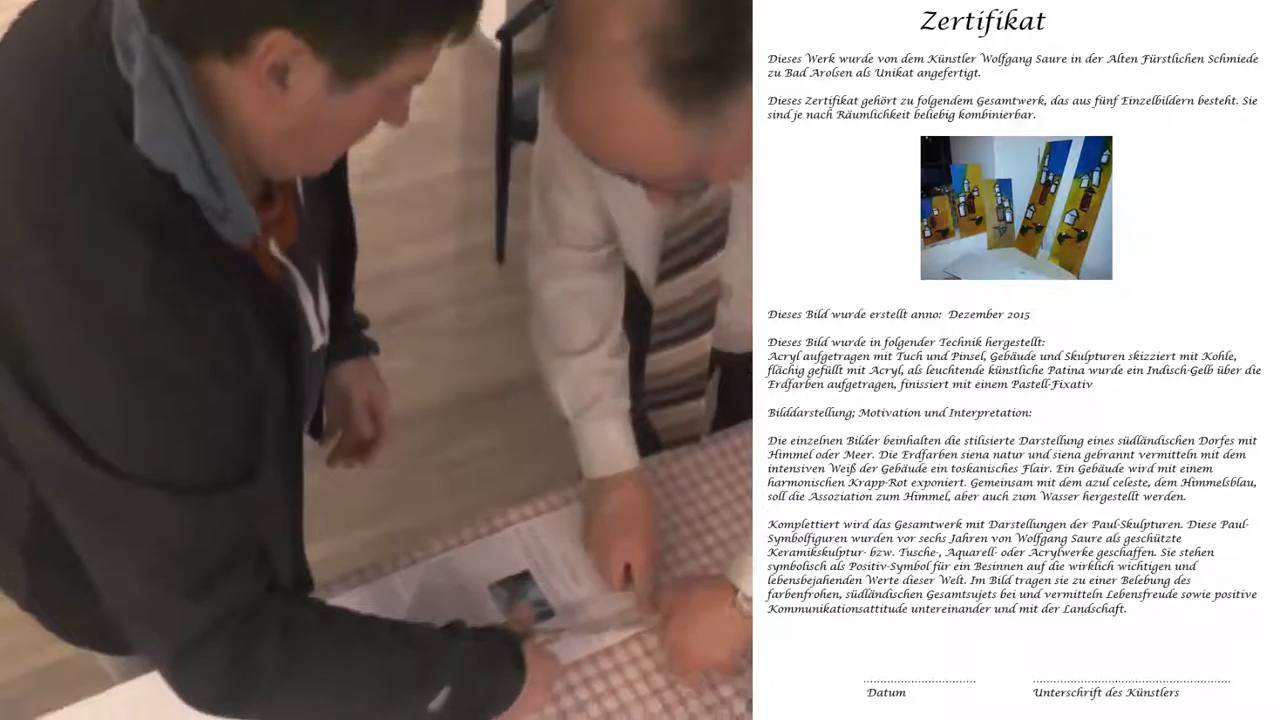 Zertifikat
Dieses Werk wurde von dem Künstler Wolfgang Saure in der Alten Fürstlichen Schmiede
zu Bad Arolsen als Unikat angefertigt.
Dieses Zertifikat gehört zu folgendem Gesamtwerk, das aus fünf Einzelbildern besteht. Sie
sind je nach Räumlichkeit beliebig kombinierbar.
Dieses Bild wurde erstellt anno: Dezember 2015
Dieses Bild wurde in folgender Technik hergestellt:
Acryl aufgetragen mit Tuch und Pinsel, Gebäude und Skulpturen skizziert mit Kohle,
flächig gefüllt mit Acryl, als leuchtende künstliche Patina wurde ein Indisch-Gelb über die
Erdfarben aufgetragen, finissiert mit einem Pastell-Fixativ
Bilddarstellung; Motivation und Interpretation:
Die einzelnen Bilder beinhalten die stilisierte Darstellung eines südländischen Dorfes mit
Himmel oder Meer. Die Erdfarben siena natur und siena gebrannt vermitteln mit dem
intensiven Weiß der Gebäude ein toskanisches Flair. Ein Gebäude wird mit einem
harmonischen Krapp-Rot exponiert. Gemeinsam mit dem azul celeste, dem Himmelsblau,
soll die Assoziation zum Himmel, aber auch zum Wasser hergestellt werden.
Komplettiert wird das Gesamtwerk mit Darstellungen der Paul-Skulpturen. Diese Paul-
Symbolfiguren wurden vor sechs Jahren von Wolfgang Saure als geschützte
Keramikskulptur- bzw. Tusche-, Aquarell- oder Acrylwerke geschaffen. Sie stehen
symbolisch als Positiv-Symbol für ein Besinnen auf die wirklich wichtigen und
lebensbejahenden Werte dieser Welt. Im Bild tragen sie zu einer Belebung des
farbenfrohen, südländischen Gesamtsujets bei und vermitteln Lebensfreude sowie positive
Kommunikationsattitude untereinander und mit der Landschaft.
Datum Unterschrift des Künstlers